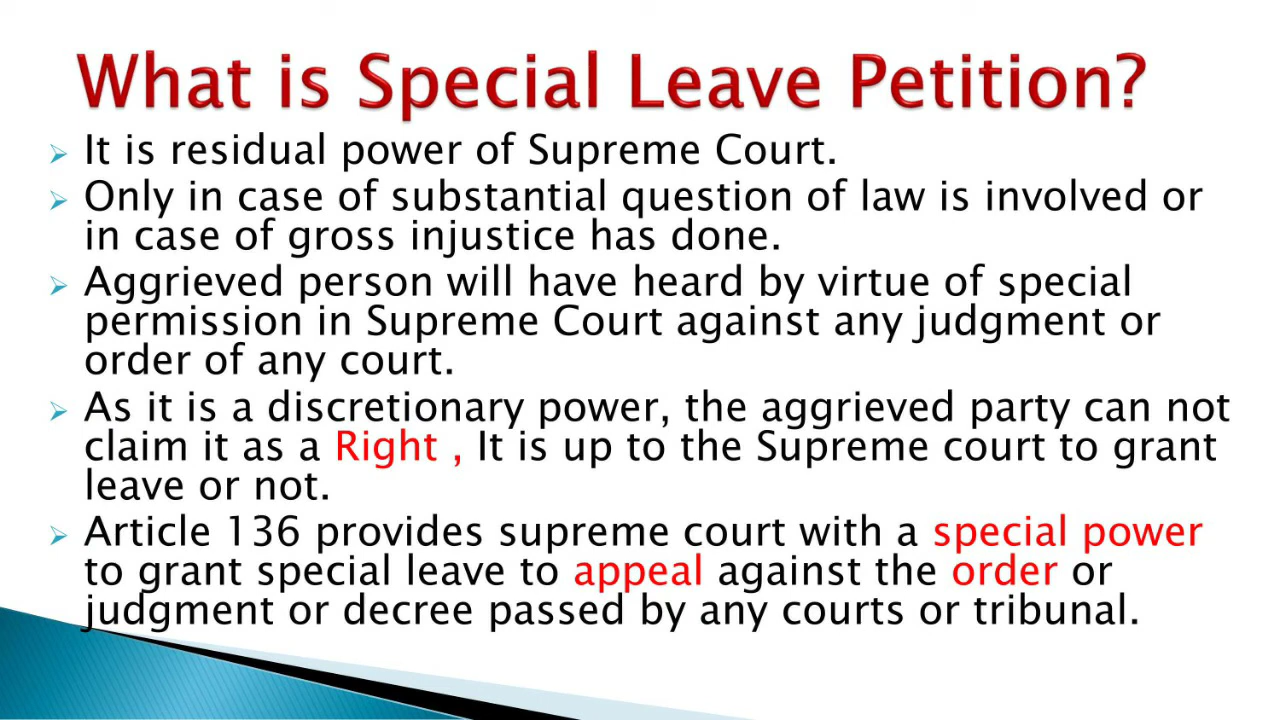 What is Special Leave Petition?
It is residual power of Supreme Court.
Only in case of substantial question of law is involved or
in case of gross injustice has done.
Aggrieved person will have heard by virtue of special
permission in Supreme Court against any judgment or
order of any court.
As it is a discretionary power, the aggrieved party can not
claim it as a Right , It is up to the Supreme court to grant
leave or not.
Article 136 provides supreme court with a special power
to grant special leave to appeal against the order or
judgment or decree passed by any courts or tribunal.